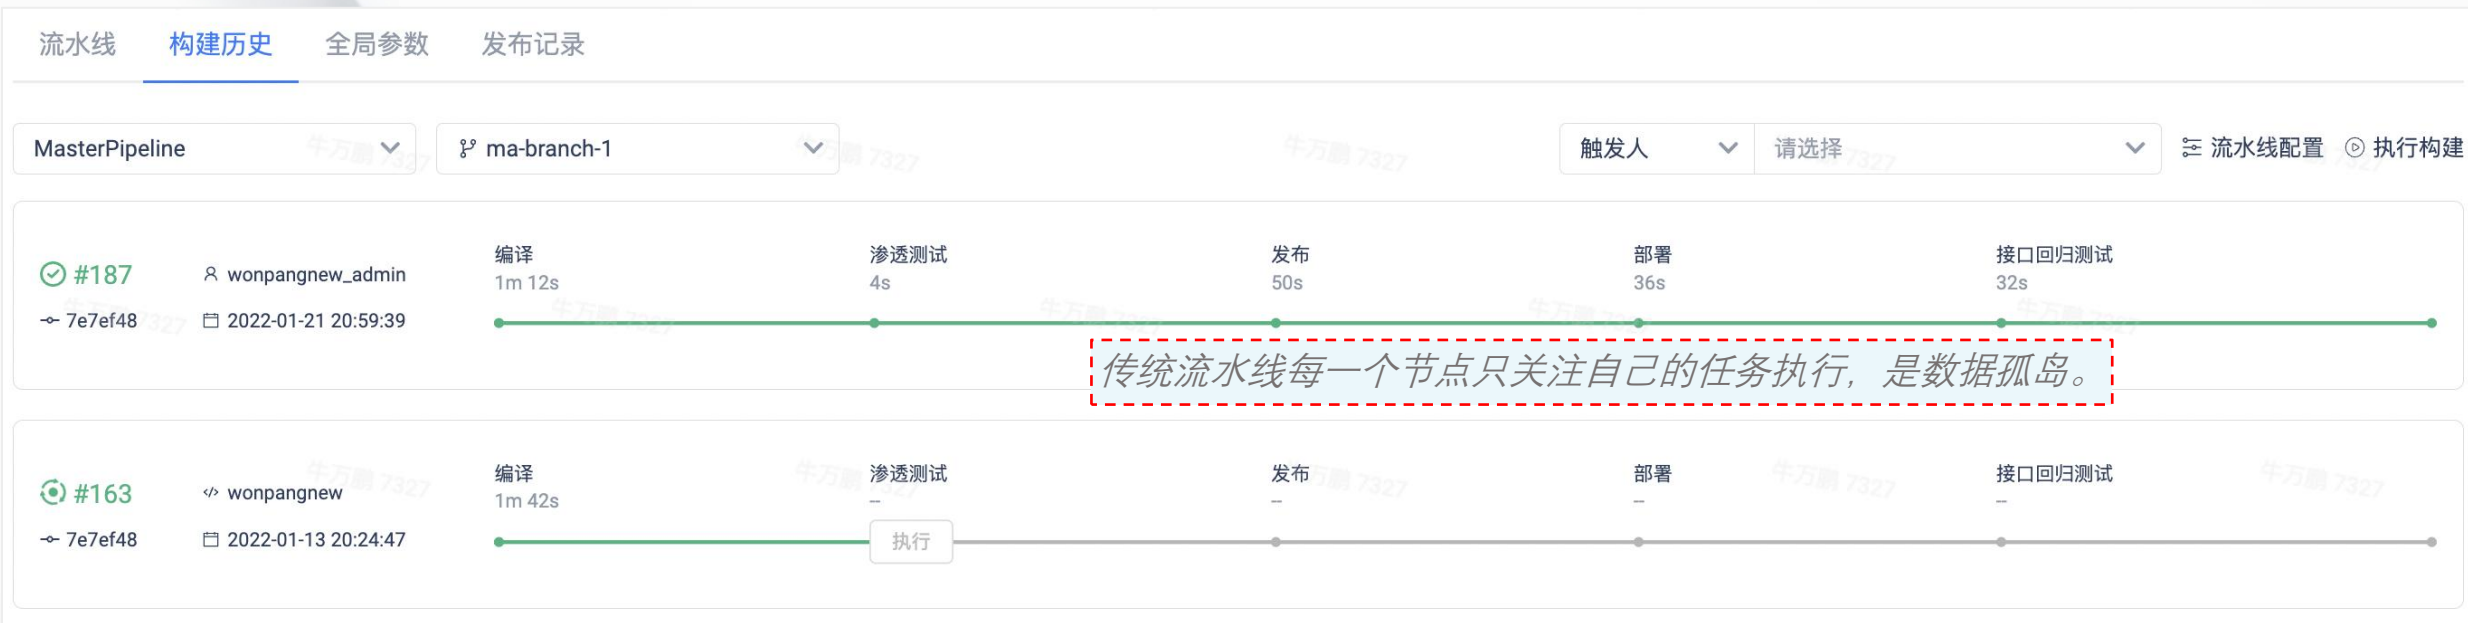 流水线 构建历史 全局参数 发布记录
MasterPipeline ma-branch-1 触发人 请选择 流水线配置 执行构建
编译 渗透测试 发布 部署 接口回归测试
#187 wonpangnew_admin 1m 12s 4s 50s 36s 32s
7e7ef48 2022-01-21 20:59:39
传统流水线每一个节点只关注自己的任务执行，是数据孤岛。
编译 渗透测试 发布 部署 接口回归测试
#163 wonpangnew 1m 42s -- -- -- --
7e7ef48 2022-01-13 20:24:47 执行
牛万鹏 7327